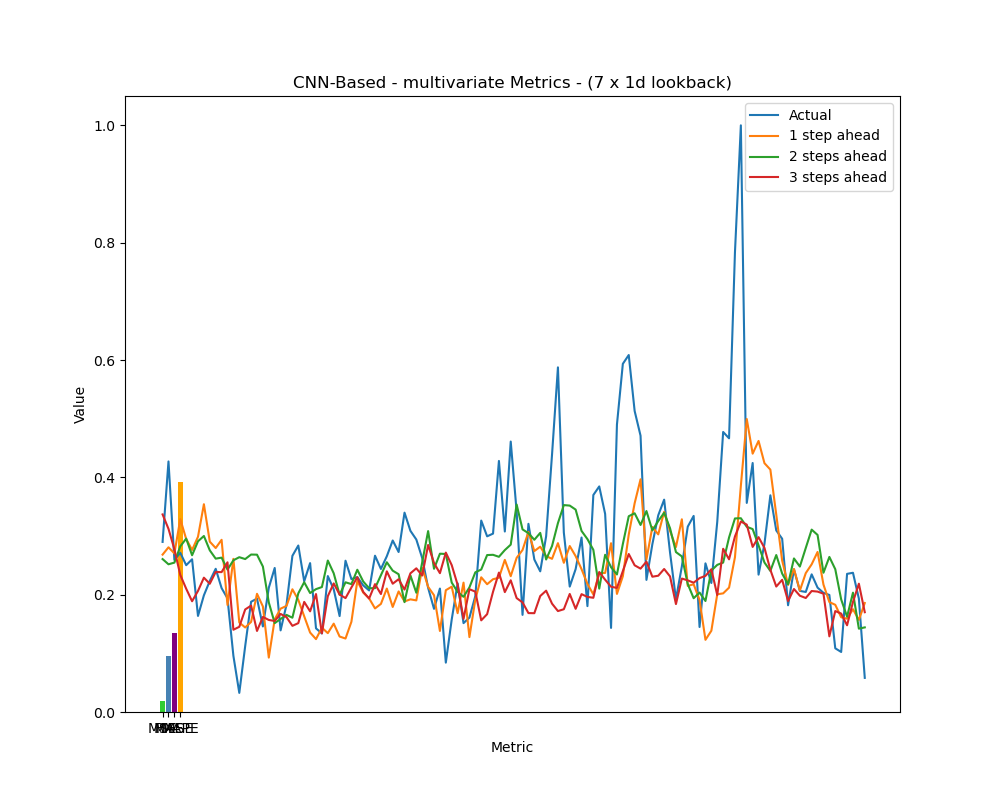 CNN-Based - multivariate Metrics - (7 x 1d lookback)
Actual
1 step ahead
2 steps ahead
3 steps ahead
1.0
0.8
0.6
0.4
0.2
0.0
Value
Metric